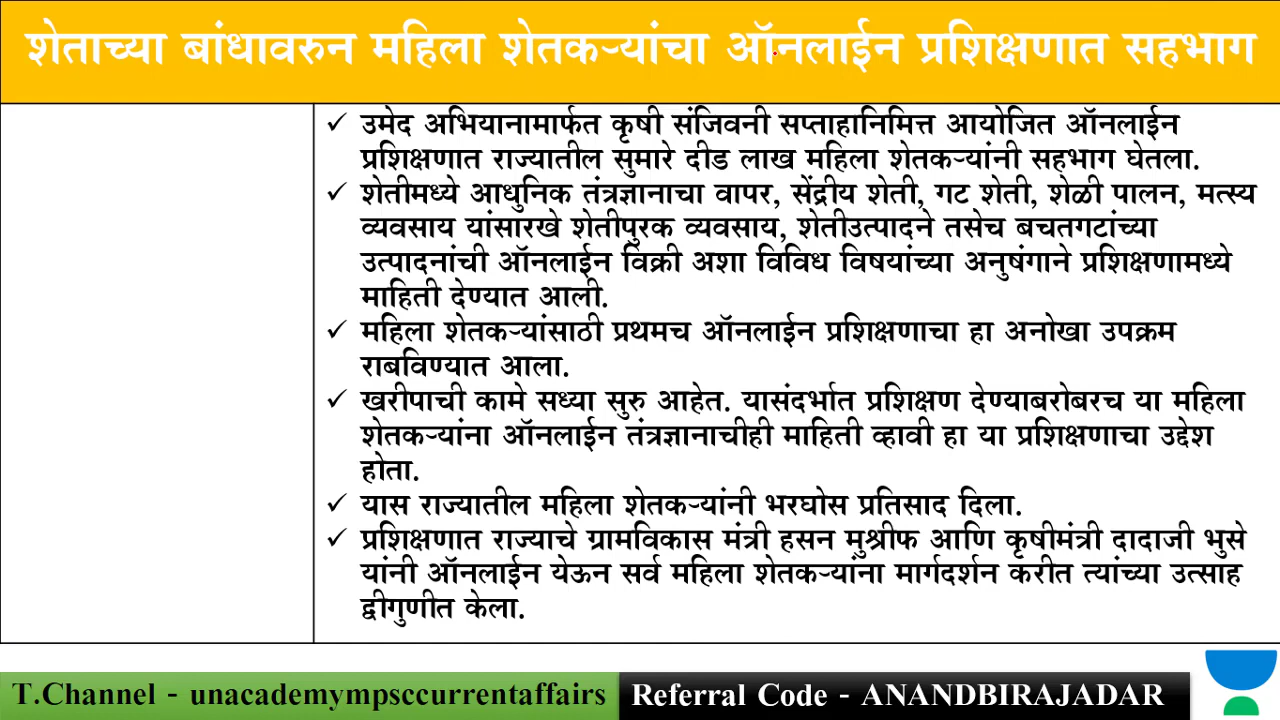 शेताच्या बांधावरुन महिला शेतकऱ्यांचा ऑनलाईन प्रशिक्षणात सहभाग
✓ उमेद अभियानामार्फत कृषी संजिवनी सप्ताहानिमित्त आयोजित ऑनलाईन
प्रशिक्षणात राज्यातील सुमारे दीड लाख महिला शेतकऱ्यांनी सहभाग घेतला.
✓ शेतीमध्ये आधुनिक तंत्रज्ञानाचा वापर, सेंद्रीय शेती, गट शेती, शेळी पालन, मत्स्य
व्यवसाय यांसारखे शेतीपुरक व्यवसाय, शेतीउत्पादने तसेच बचतगटांच्या
उत्पादनांची ऑनलाईन विक्री अशा विविध विषयांच्या अनुषंगाने प्रशिक्षणामध्ये
माहिती देण्यात आली.
✓ महिला शेतकऱ्यांसाठी प्रथमच ऑनलाईन प्रशिक्षणाचा हा अनोखा उपक्रम
राबविण्यात आला.
✓ खरीपाची कामे सध्या सुरु आहेत. यासंदर्भात प्रशिक्षण देण्याबरोबरच या महिला
शेतकऱ्यांना ऑनलाईन तंत्रज्ञानाचीही माहिती व्हावी हा या प्रशिक्षणाचा उद्देश
होता.
✓ यास राज्यातील महिला शेतकऱ्यांनी भरघोस प्रतिसाद दिला.
✓ प्रशिक्षणात राज्याचे ग्रामविकास मंत्री हसन मुश्रीफ आणि कृषीमंत्री दादाजी भुसे
यांनी ऑनलाईन येऊन सर्व महिला शेतकऱ्यांना मार्गदर्शन करीत त्यांच्या उत्साह
द्वीगुणीत केला.
T.Channel - unacademympsccurrentaffairs
Referral Code - ANANDBIRAJADAR